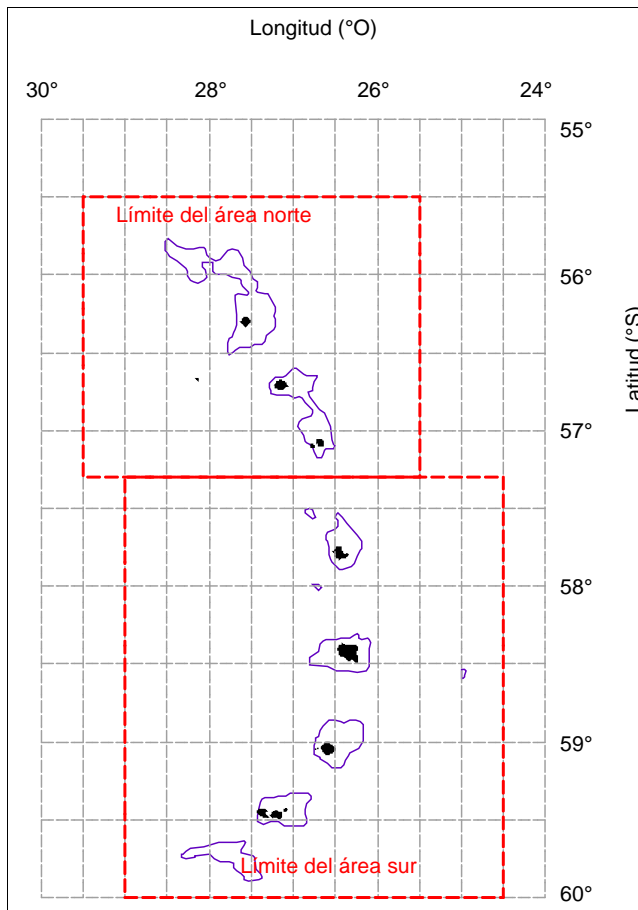 Longitud (°O)
30°
28°
26°
24°
55°
Límite del área norte
56°
Latitud (°S)
57°
58°
59°
Límite del área sur
60°